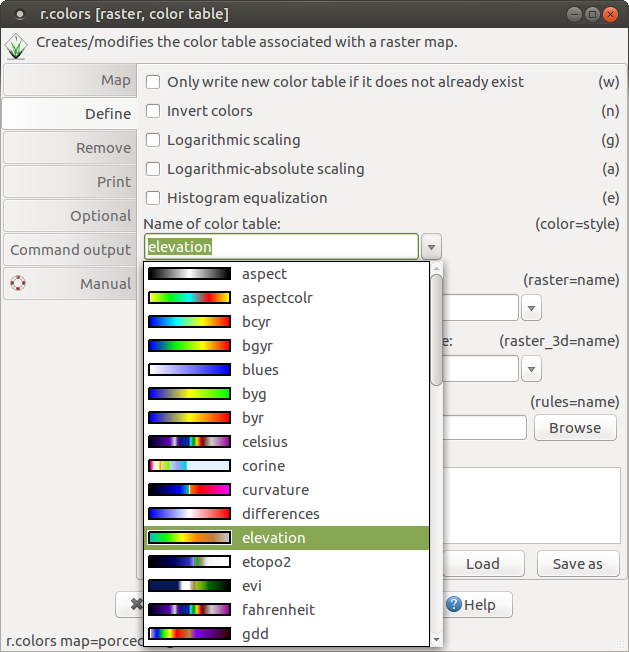 r.colors [raster, color table]
Creates/modifies the color table associated with a raster map.
Map
Define
Remove
Print
Optional
Command output
Manual
Only write new color table if it does not already exist (w)
Invert colors (n)
Logarithmic scaling (g)
Logarithmic-absolute scaling (a)
Histogram equalization (e)
Name of color table: (color=style)
elevation
aspect
aspectcolr
bcyr
bgyr
blues
byg
byr
celsius
corine
curvature
differences
elevation
etopo2
evi
fahrenheit
gdd
(raster=name)
(raster_3d=name)
(rules=name)
Browse
Load Save as
Help
r.colors